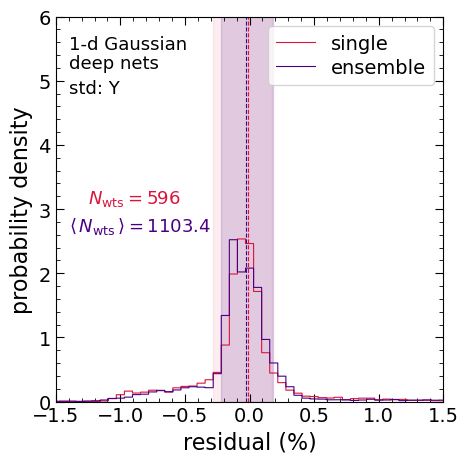 1-d Gaussian
deep nets
std: Y
single
ensemble
N_wts = 596
⟨N_wts⟩ = 1103.4
probability density
6
5
4
3
2
1
0
−1.5 −1.0 −0.5 0.0 0.5 1.0 1.5
residual (%)